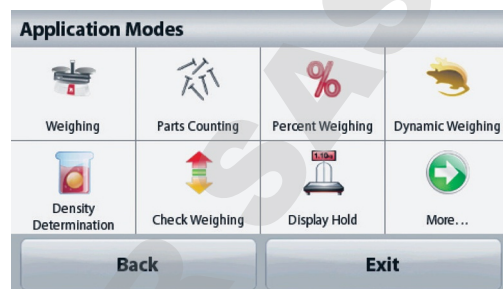 Application Modes
Weighing
Parts Counting
Percent Weighing
Dynamic Weighing
Density
Determination
Check Weighing
1.10
Display Hold
More...
Back
Exit